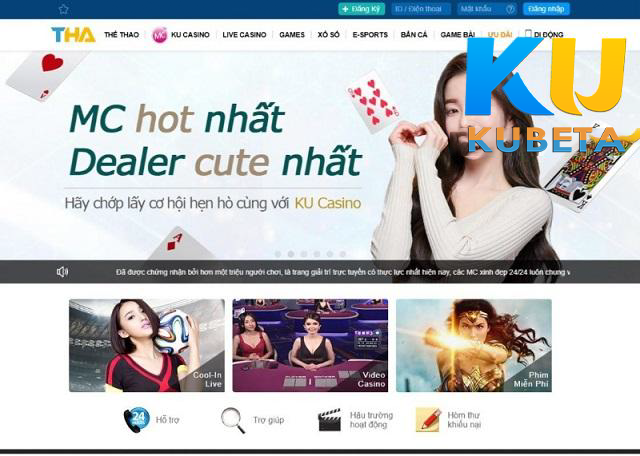 + Đăng Ký
ID / Điện thoại
Mật khẩu
Đăng nhập
THA
THỂ THAO
MC
KU CASINO
LIVE CASINO
GAMES
XỔ SỐ
E-SPORTS
BẮN CÁ
GAME BÀI
ƯU ĐÃI
DI ĐỘNG
KU
KUBETA
MC hot nhất
Dealer cute nhất
Hãy chớp lấy cơ hội hẹn hò cùng với KU Casino
Đã được chứng nhận bởi hơn một triệu người chơi, là trang giải trí trực tuyến có thực lực nhất hiện nay, các MC xinh đẹp 24/24 luôn chung v
Cool-In
Live
Video
Casino
Phim
Miễn Phí
24
Hỗ trợ
Trợ giúp
Hậu trường
hoạt động
Hòm thư
khiếu nại